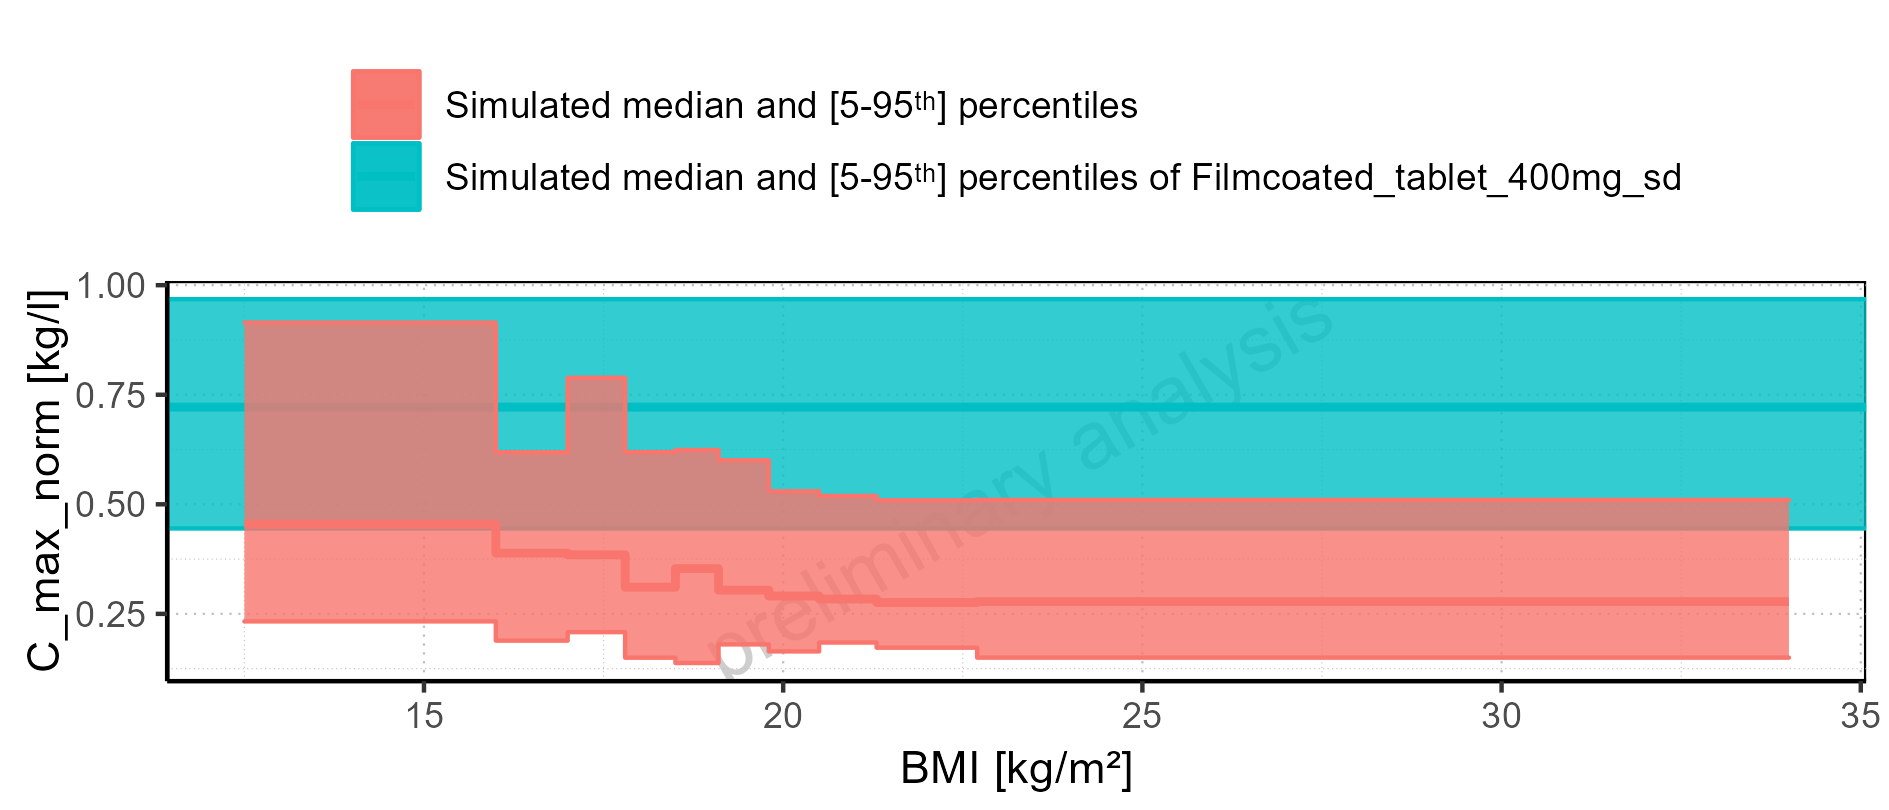 Simulated median and [5-95ᵗʰ] percentiles
Simulated median and [5-95ᵗʰ] percentiles of Filmcoated_tablet_400mg_sd
C_max_norm [kg/l]
1.00
0.75
0.50
0.25
preliminary analysis
15 20 25 30 35
BMI [kg/m²]